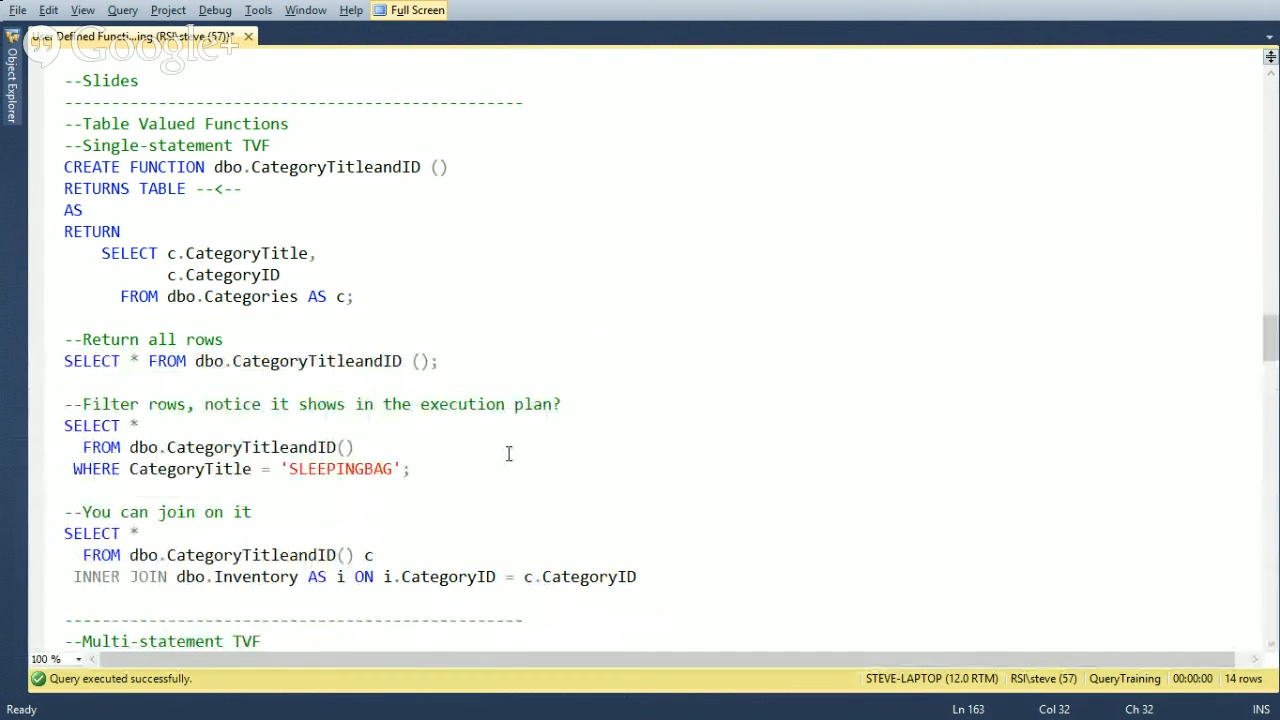 File Edit View Query Project Debug Tools Window Help Full Screen
User Defined Functi...ing (RSI\steve (57))*
Google+
Object Explorer
--Slides
-------------------------------------------------
--Table Valued Functions
--Single-statement TVF
CREATE FUNCTION dbo.CategoryTitleandID ()
RETURNS TABLE --<--
AS
RETURN
SELECT c.CategoryTitle,
c.CategoryID
FROM dbo.Categories AS c;
--Return all rows
SELECT * FROM dbo.CategoryTitleandID ();
--Filter rows, notice it shows in the execution plan?
SELECT *
FROM dbo.CategoryTitleandID()
WHERE CategoryTitle = 'SLEEPINGBAG';
--You can join on it
SELECT *
FROM dbo.CategoryTitleandID() c
INNER JOIN dbo.Inventory AS i ON i.CategoryID = c.CategoryID
-------------------------------------------------
--Multi-statement TVF
100 %
Query executed successfully. STEVE-LAPTOP (12.0 RTM) RSI\steve (57) QueryTraining 00:00:00 14 rows
Ready Ln 163 Col 32 Ch 32 INS